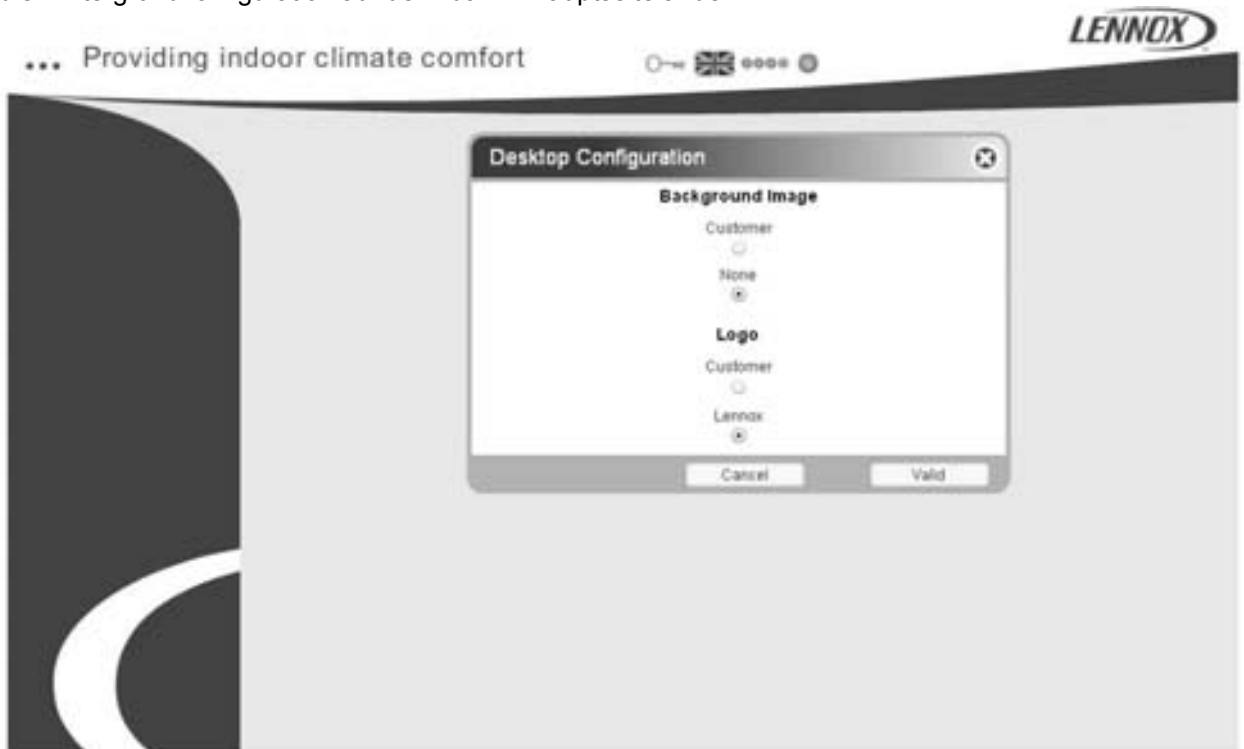 LENNOX
... Providing indoor climate comfort
Desktop Configuration
Background Image
Customer
None
Logo
Customer
Lennox
Cancel
Valid